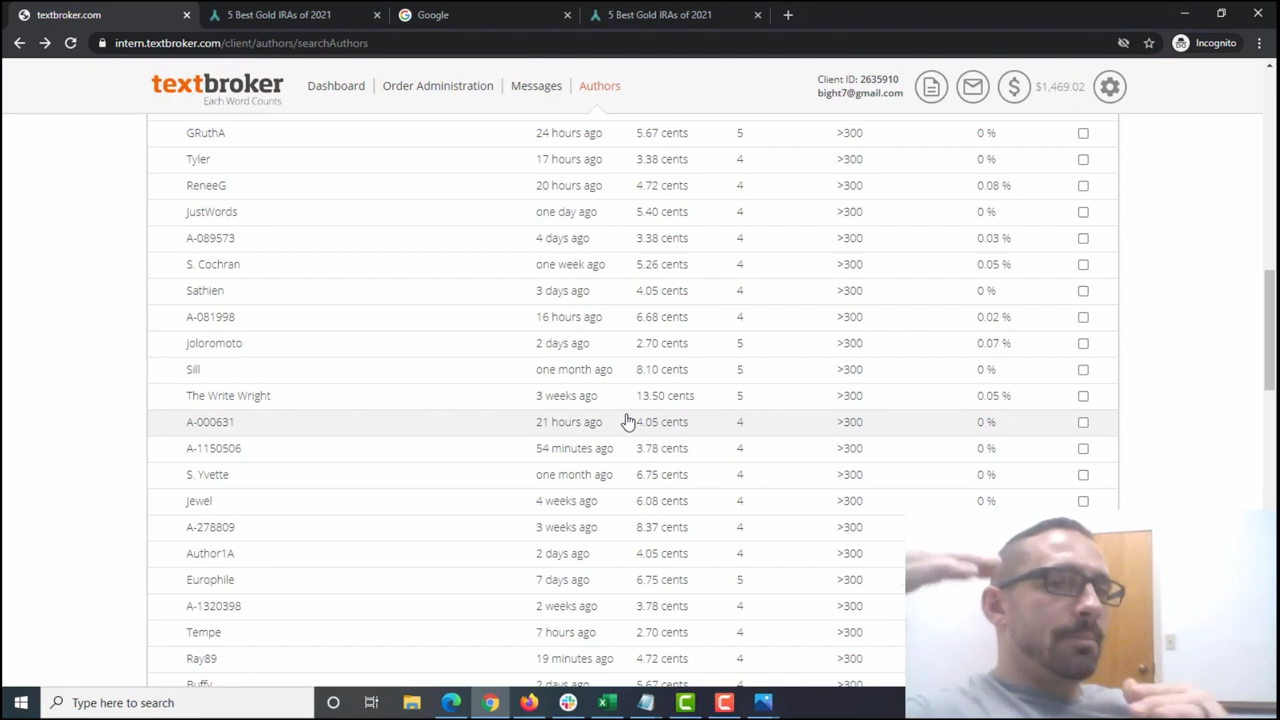 textbroker.com
5 Best Gold IRAs of 2021
Google
5 Best Gold IRAs of 2021
intern.textbroker.com/client/authors/searchAuthors
Incognito
textbroker
Each Word Counts
Dashboard
Order Administration
Messages
Authors
Client ID: 2635910
bight7@gmail.com
$
$1,469.02
GRuthA 24 hours ago 5.67 cents 5 >300 0 %
Tyler 17 hours ago 3.38 cents 4 >300 0 %
ReneeG 20 hours ago 4.72 cents 4 >300 0.08 %
JustWords one day ago 5.40 cents 4 >300 0 %
A-089573 4 days ago 3.38 cents 4 >300 0.03 %
S. Cochran one week ago 5.26 cents 4 >300 0.05 %
Sathien 3 days ago 4.05 cents 4 >300 0 %
A-081998 16 hours ago 6.68 cents 4 >300 0.02 %
joloromoto 2 days ago 2.70 cents 5 >300 0.07 %
Sill one month ago 8.10 cents 5 >300 0 %
The Write Wright 3 weeks ago 13.50 cents 5 >300 0.05 %
A-000631 21 hours ago 4.05 cents 4 >300 0 %
A-1150506 54 minutes ago 3.78 cents 4 >300 0 %
S. Yvette one month ago 6.75 cents 4 >300 0 %
Jewel 4 weeks ago 6.08 cents 4 >300 0 %
A-278809 3 weeks ago 8.37 cents 4 >300
Author1A 2 days ago 4.05 cents 4 >300
Europhile 7 days ago 6.75 cents 5 >300
A-1320398 2 weeks ago 3.78 cents 4 >300
Tempe 7 hours ago 2.70 cents 4 >300
Ray89 19 minutes ago 4.72 cents 4 >300
Buffy 2 days ago 5.67 cents 4 >300
Type here to search